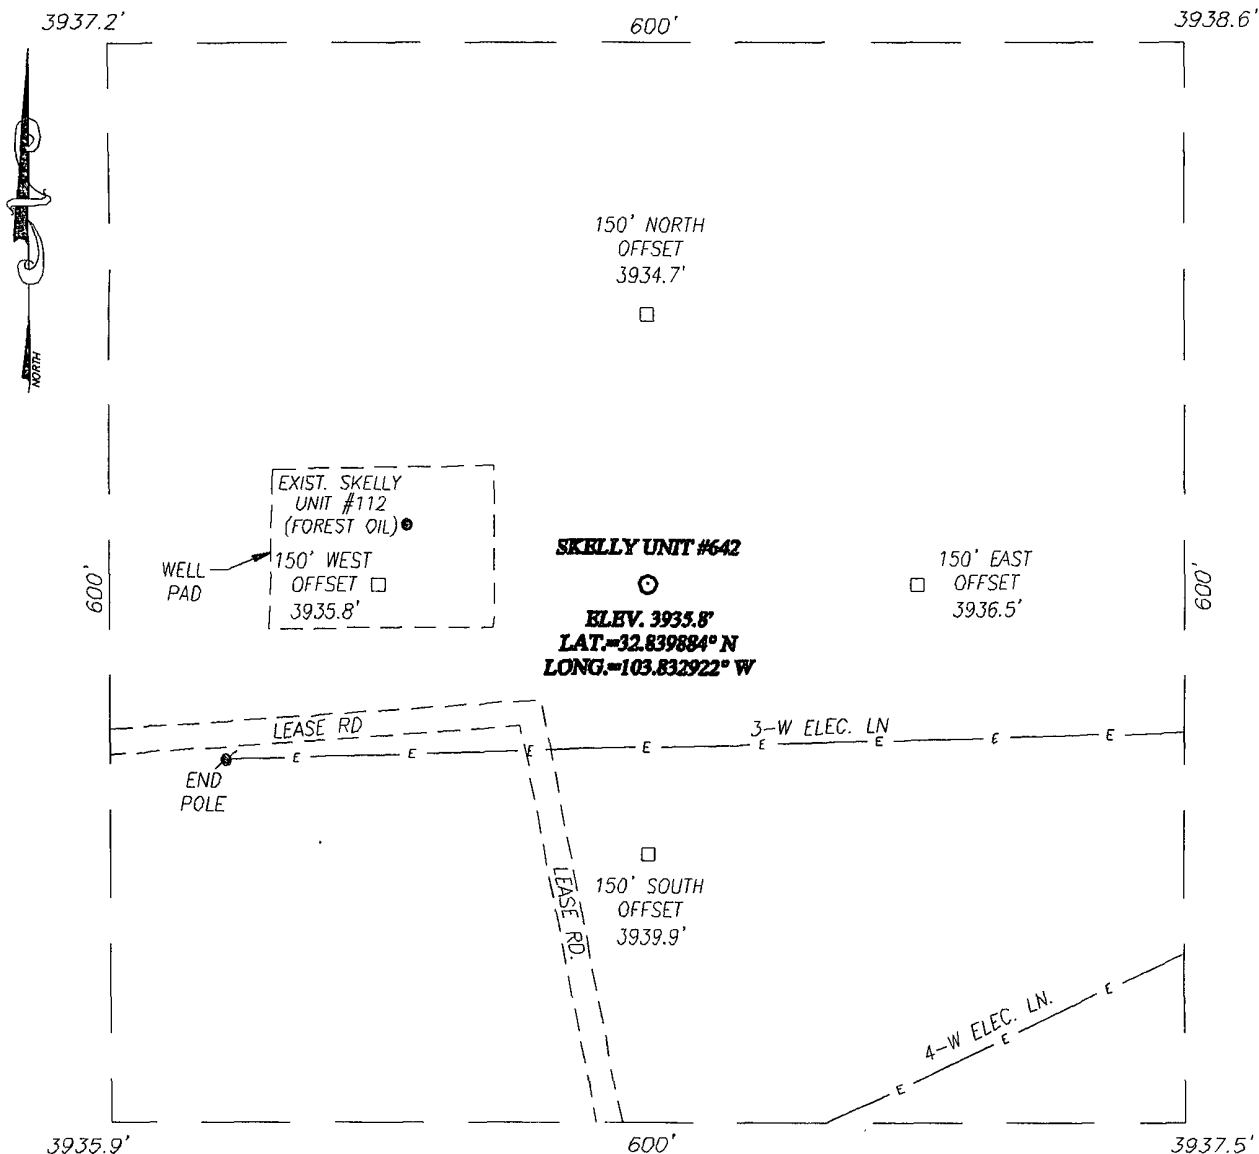 3937.2'
600'
3938.6'
NORTH
150' NORTH
OFFSET
3934.7'
EXIST. SKELLY
UNIT #112
(FOREST OIL)
150' WEST
OFFSET
3935.8'
WELL
PAD
SKELLY UNIT #642
ELEV. 3935.8'
LAT.=32.839884° N
LONG.=103.832922° W
150' EAST
OFFSET
3936.5'
600'
600'
LEASE RD
3-W ELEC. LN
E E E E E E E E
END
POLE
LEASE RD.
150' SOUTH
OFFSET
3939.9'
4-W ELEC. LN.
E E E
3935.9'
600'
3937.5'